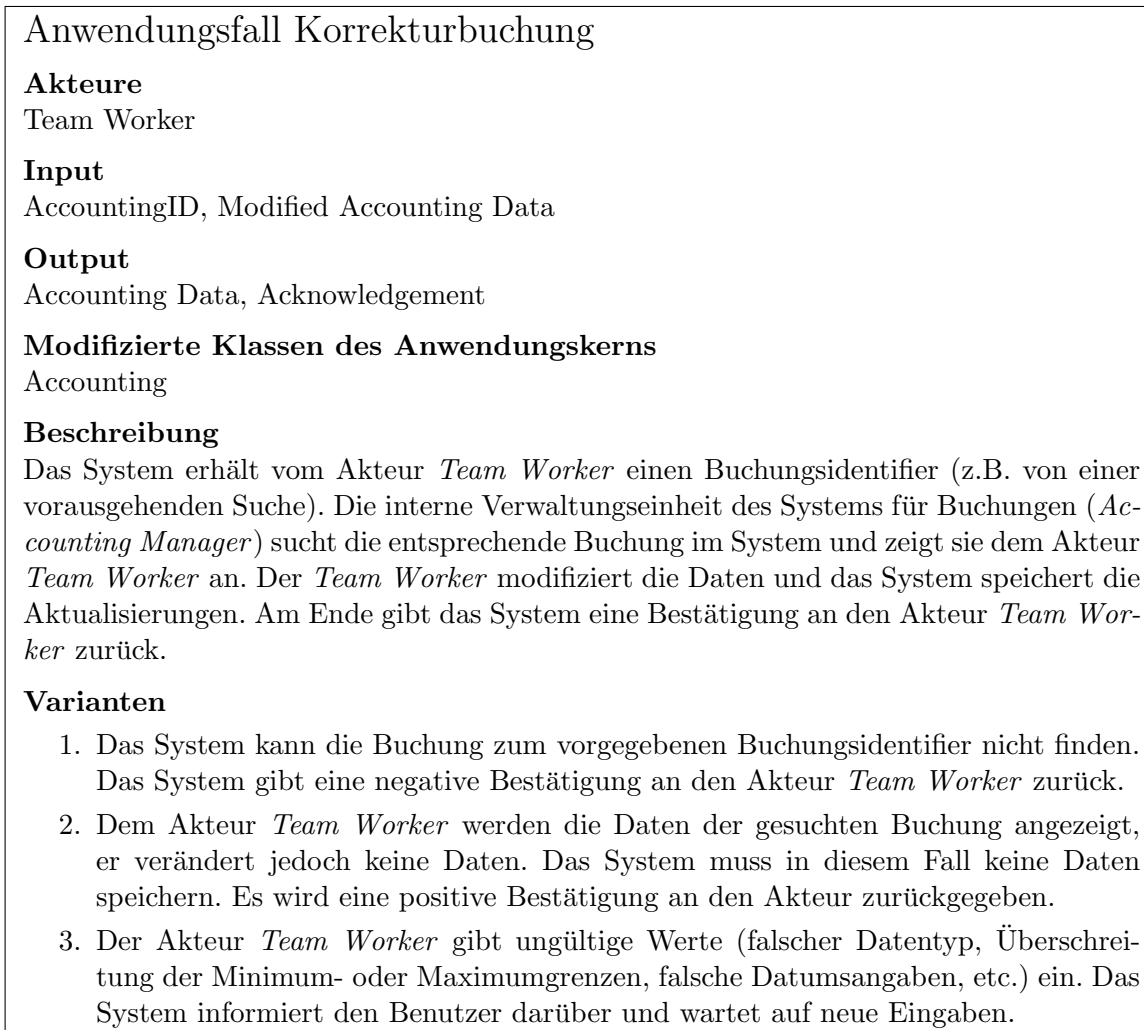 Anwendungsfall Korrekturbuchung
Akteure
Team Worker
Input
AccountingID, Modified Accounting Data
Output
Accounting Data, Acknowledgement
Modifizierte Klassen des Anwendungskerns
Accounting
Beschreibung
Das System erhält vom Akteur Team Worker einen Buchungsidentifier (z.B. von einer
vorausgehenden Suche). Die interne Verwaltungseinheit des Systems für Buchungen (Ac-
counting Manager) sucht die entsprechende Buchung im System und zeigt sie dem Akteur
Team Worker an. Der Team Worker modifiziert die Daten und das System speichert die
Aktualisierungen. Am Ende gibt das System eine Bestätigung an den Akteur Team Wor-
ker zurück.
Varianten
1. Das System kann die Buchung zum vorgegebenen Buchungsidentifier nicht finden.
Das System gibt eine negative Bestätigung an den Akteur Team Worker zurück.
2. Dem Akteur Team Worker werden die Daten der gesuchten Buchung angezeigt,
er verändert jedoch keine Daten. Das System muss in diesem Fall keine Daten
speichern. Es wird eine positive Bestätigung an den Akteur zurückgegeben.
3. Der Akteur Team Worker gibt ungültige Werte (falscher Datentyp, Überschrei-
tung der Minimum- oder Maximumgrenzen, falsche Datumsangaben, etc.) ein. Das
System informiert den Benutzer darüber und wartet auf neue Eingaben.